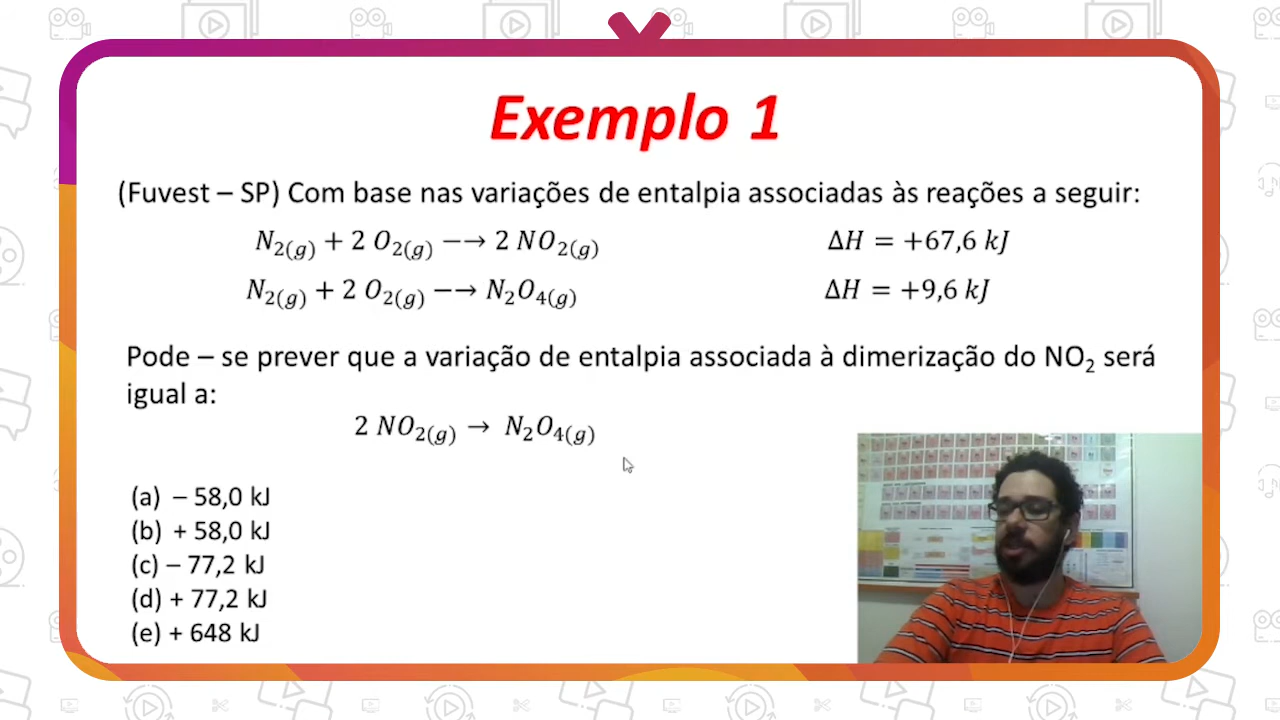 Exemplo 1
(Fuvest – SP) Com base nas variações de entalpia associadas às reações a seguir:
N₂(g) + 2 O₂(g) −→ 2 NO₂(g) ΔH = +67,6 kJ
N₂(g) + 2 O₂(g) −→ N₂O₄(g) ΔH = +9,6 kJ
Pode – se prever que a variação de entalpia associada à dimerização do NO₂ será
igual a:
2 NO₂(g) → N₂O₄(g)
(a) – 58,0 kJ
(b) + 58,0 kJ
(c) – 77,2 kJ
(d) + 77,2 kJ
(e) + 648 kJ